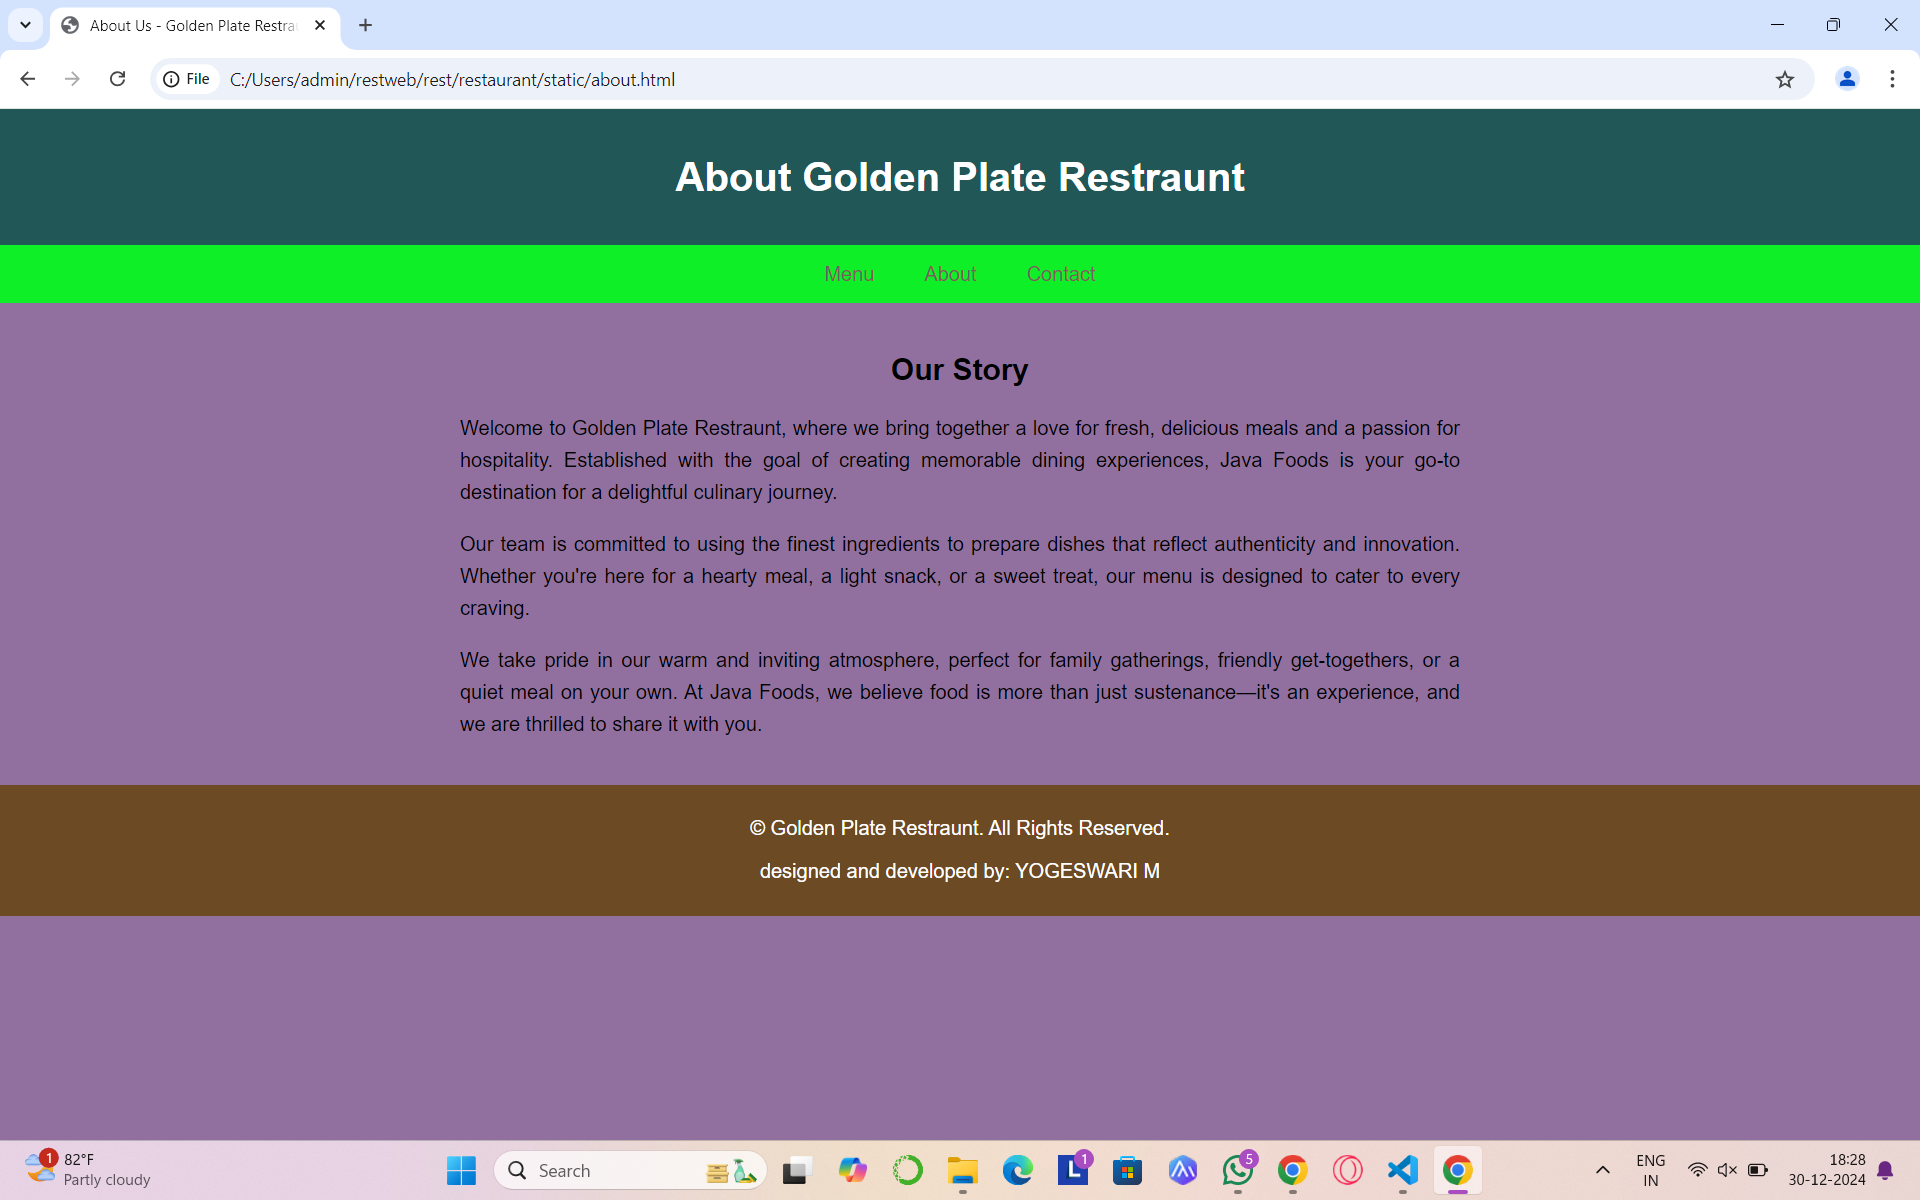 About Us - Golden Plate Restra
File
C:/Users/admin/restweb/rest/restaurant/static/about.html
About Golden Plate Restraunt
Menu About Contact
Our Story
Welcome to Golden Plate Restraunt, where we bring together a love for fresh, delicious meals and a passion for
hospitality. Established with the goal of creating memorable dining experiences, Java Foods is your go-to
destination for a delightful culinary journey.
Our team is committed to using the finest ingredients to prepare dishes that reflect authenticity and innovation.
Whether you're here for a hearty meal, a light snack, or a sweet treat, our menu is designed to cater to every
craving.
We take pride in our warm and inviting atmosphere, perfect for family gatherings, friendly get-togethers, or a
quiet meal on your own. At Java Foods, we believe food is more than just sustenance—it's an experience, and
we are thrilled to share it with you.
© Golden Plate Restraunt. All Rights Reserved.
designed and developed by: YOGESWARI M
1
82°F
Partly cloudy
Search
L
1
5
ENG
IN
18:28
30-12-2024